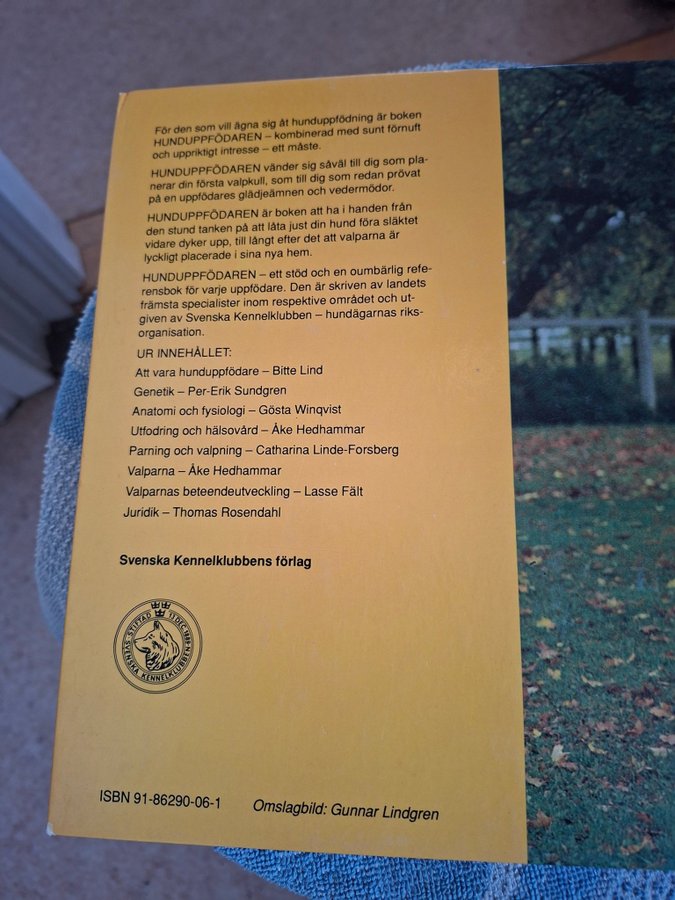 För den som vill ägna sig åt hunduppfödning är boken
HUNDUPPFÖDAREN – kombinerad med sunt förnuft
och uppriktigt intresse – ett måste.
HUNDUPPFÖDAREN vänder sig såväl till dig som pla-
nerar din första valpkull, som till dig som redan prövat
på en uppfödares glädjeämnen och vedermödor.
HUNDUPPFÖDAREN är boken att ha i handen från
den stund tanken på att låta just din hund föra släktet
vidare dyker upp, till långt efter det att valparna är
lyckligt placerade i sina nya hem.
HUNDUPPFÖDAREN – ett stöd och en oumbärlig refe-
rensbok för varje uppfödare. Den är skriven av landets
främsta specialister inom respektive området och ut-
given av Svenska Kennelklubben – hundägarnas riks-
organisation.
UR INNEHÅLLET:
Att vara hunduppfödare – Bitte Lind
Genetik – Per-Erik Sundgren
Anatomi och fysiologi – Gösta Winqvist
Utfodring och hälsovård – Åke Hedhammar
Parning och valpning – Catharina Linde-Forsberg
Valparna – Åke Hedhammar
Valparnas beteendeutveckling – Lasse Fält
Juridik – Thomas Rosendahl
Svenska Kennelklubbens förlag
STIFTAD 13 DEC. 1889
SVENSKA KENNELKLUBBEN
ISBN 91-86290-06-1
Omslagbild: Gunnar Lindgren